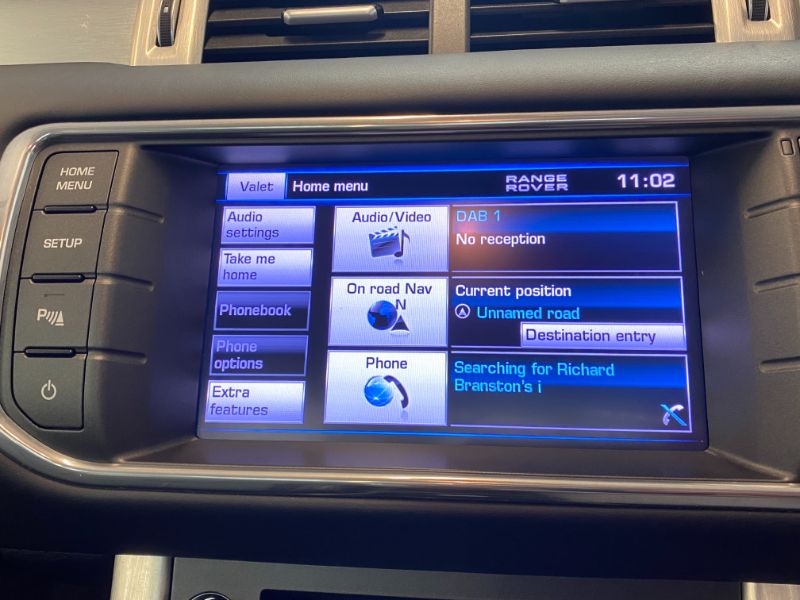 HOME
MENU
SETUP
P
Valet
Home menu
RANGE
ROVER
11:02
Audio
settings
Take me
home
Phonebook
Phone
options
Extra
features
Audio/Video
DAB 1
No reception
On road Nav
N
Current position
Unnamed road
Destination entry
Phone
Searching for Richard
Branston's i